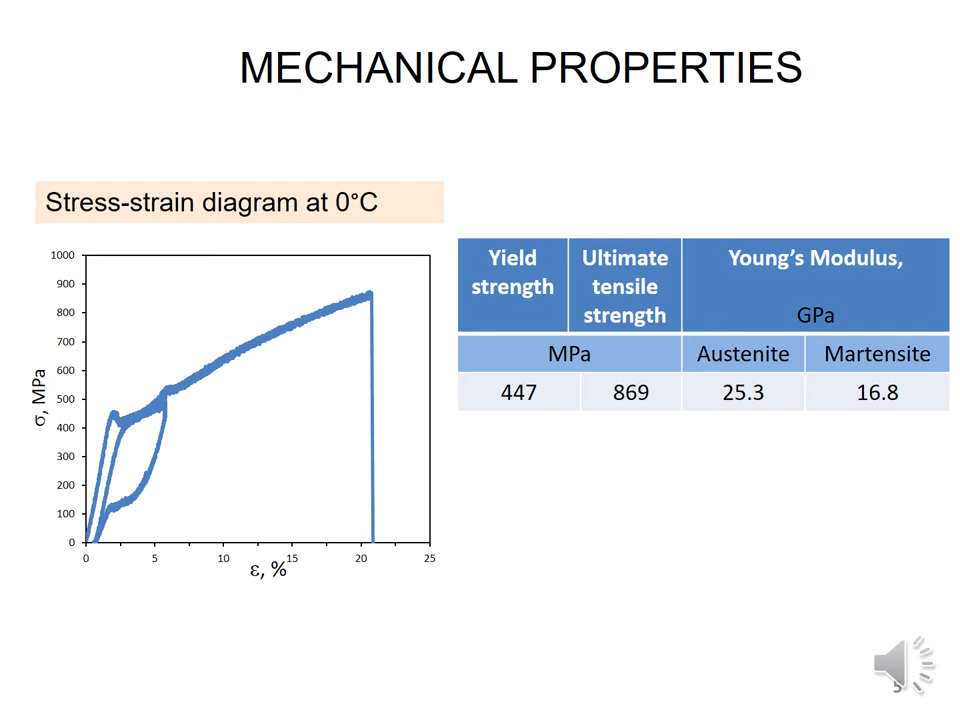 MECHANICAL PROPERTIES
Stress-strain diagram at 0°C
1000
900
800
700
600
500
400
300
200
100
0
σ, MPa
0 5 10 15 20 25
ε, %
Yield strength
Ultimate tensile strength
Young's Modulus,
GPa
MPa Austenite Martensite
447 869 25.3 16.8
5